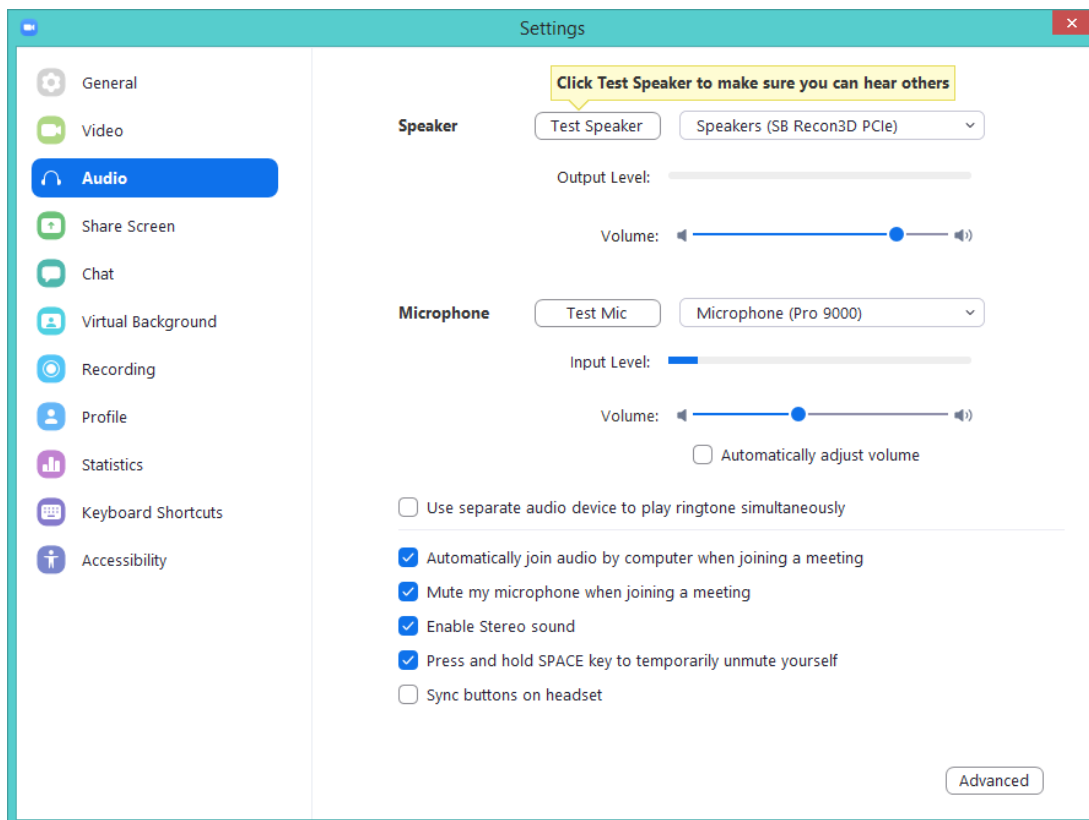 Settings
General
Video
Audio
Share Screen
Chat
Virtual Background
Recording
Profile
Statistics
Keyboard Shortcuts
Accessibility
Click Test Speaker to make sure you can hear others
Speaker Test Speaker Speakers (SB Recon3D PCIe)
Output Level:
Volume:
Microphone Test Mic Microphone (Pro 9000)
Input Level:
Volume:
Automatically adjust volume
Use separate audio device to play ringtone simultaneously
Automatically join audio by computer when joining a meeting
Mute my microphone when joining a meeting
Enable Stereo sound
Press and hold SPACE key to temporarily unmute yourself
Sync buttons on headset
Advanced